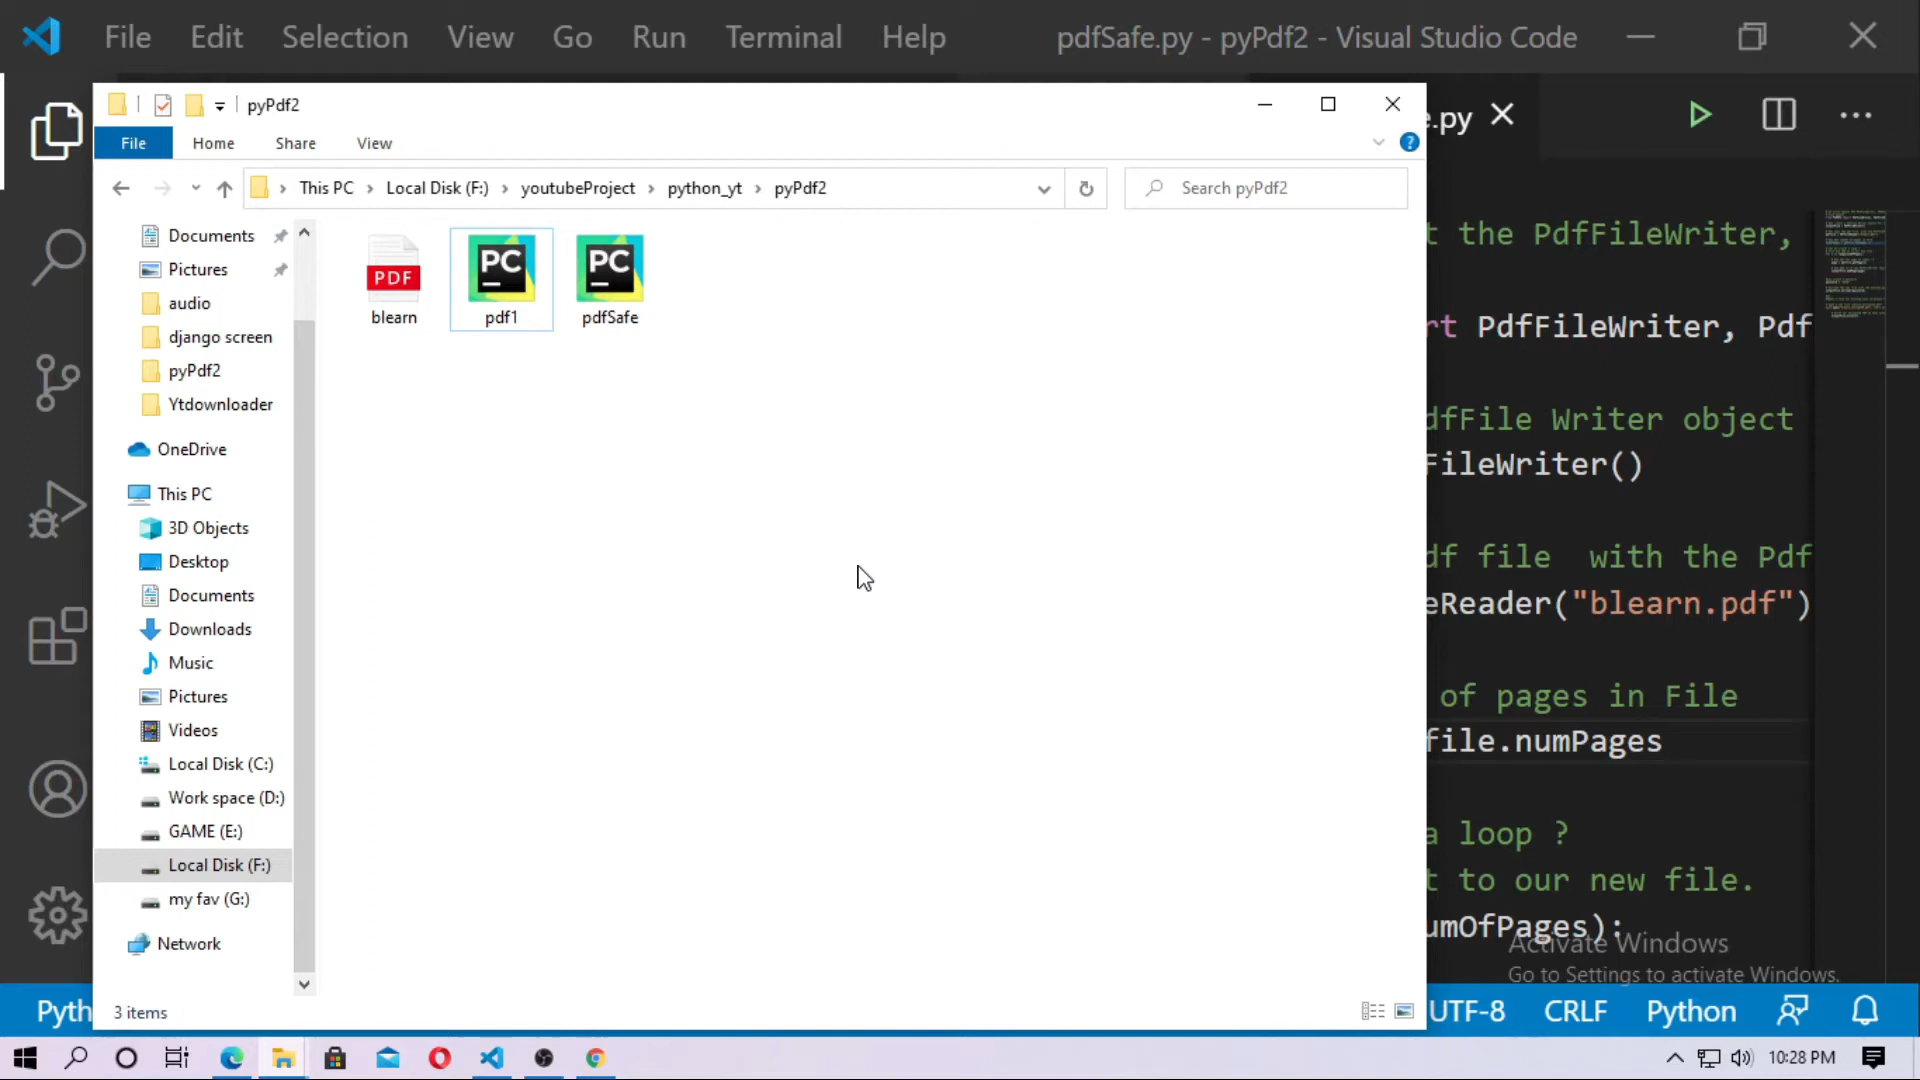 File Edit Selection View Go Run Terminal Help pdfSafe.py - pyPdf2 - Visual Studio Code
pyPdf2
.py
File Home Share View
This PC Local Disk (F:) youtubeProject python_yt pyPdf2
Search pyPdf2
Documents
Pictures
audio
django screen
pyPdf2
Ytdownloader
OneDrive
This PC
3D Objects
Desktop
Documents
Downloads
Music
Pictures
Videos
Local Disk (C:)
Work space (D:)
GAME (E:)
Local Disk (F:)
my fav (G:)
Network
PDF
blearn
PC
pdf1
PC
pdfSafe
3 items
t the PdfFileWriter,
rt PdfFileWriter, Pdf
dfFile Writer object
FileWriter()
df file with the Pdf
eReader("blearn.pdf")
of pages in File
file.numPages
a loop ?
t to our new file.
umOfPages):
Activate Windows
Go to Settings to activate Windows.
Pyth
UTF-8 CRLF Python
10:28 PM